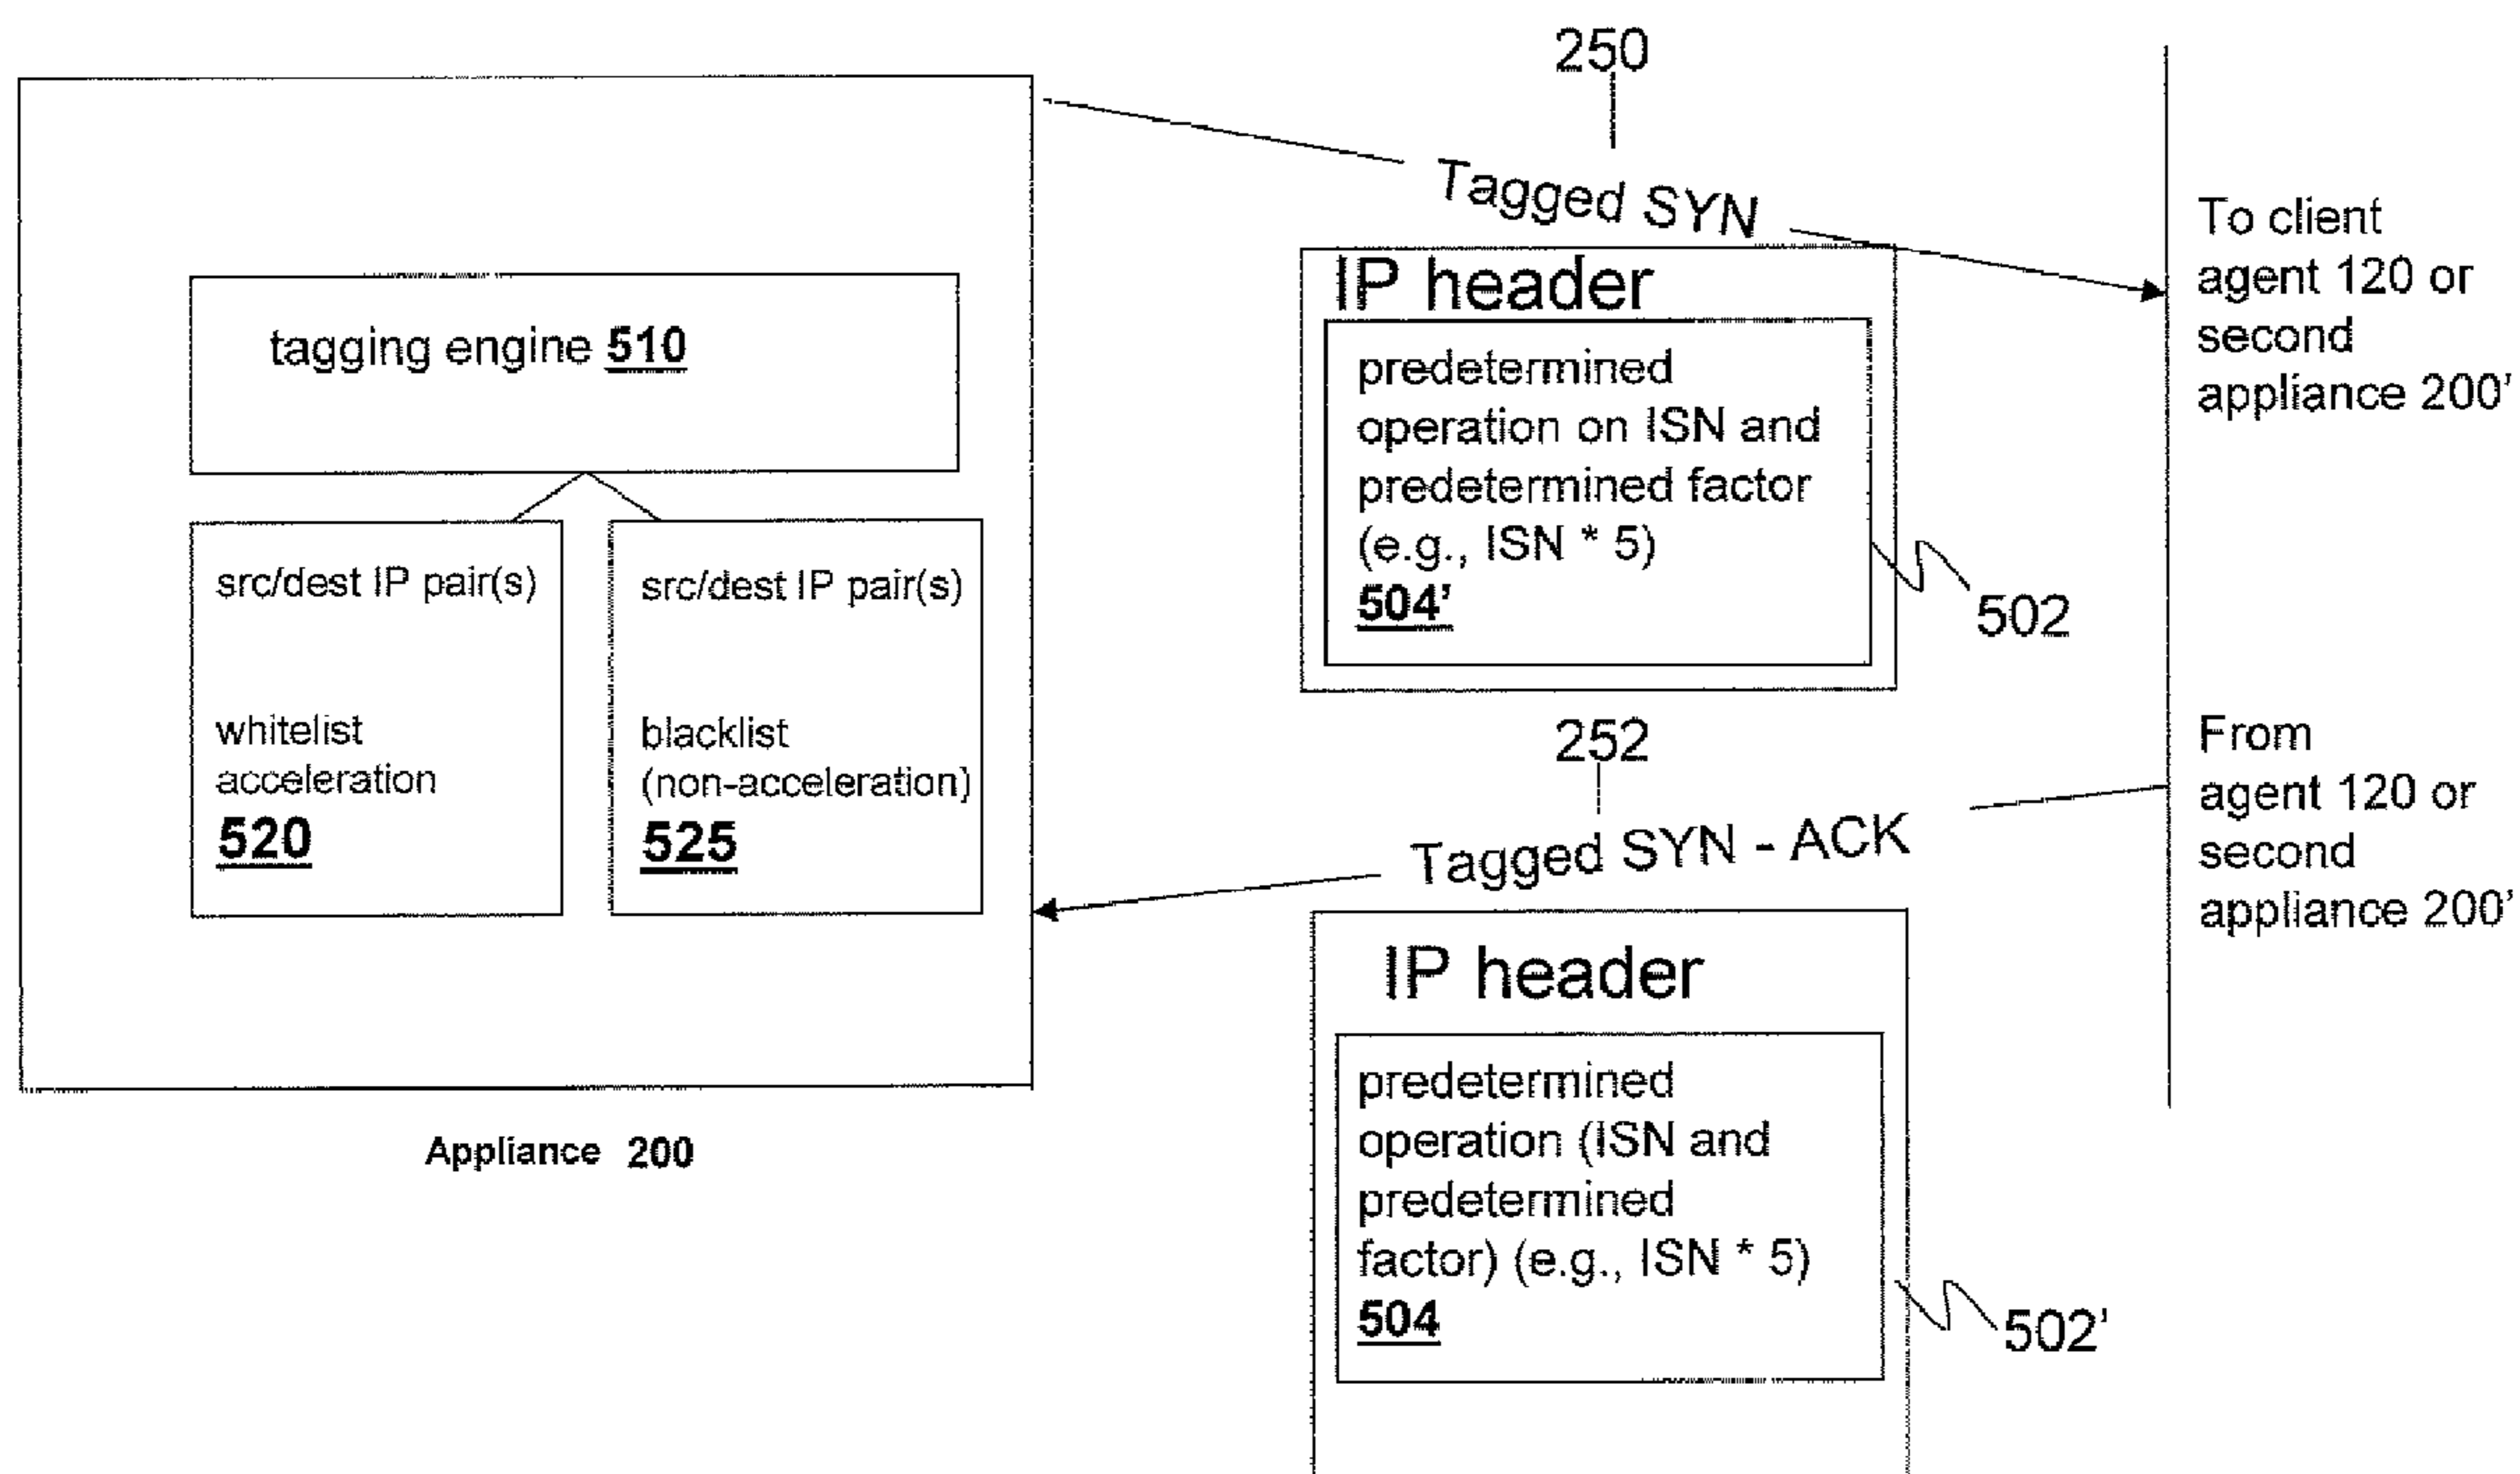 tagging engine 510
src/dest IP pair(s)
whitelist
acceleration
520
src/dest IP pair(s)
blacklist
(non-acceleration)
525
Appliance 200
250
Tagged SYN
IP header
predetermined
operation on ISN and
predetermined factor
(e.g., ISN * 5)
504'
502
To client
agent 120 or
second
appliance 200'
252
Tagged SYN - ACK
IP header
predetermined
operation (ISN and
predetermined
factor) (e.g., ISN * 5)
504
502'
From
agent 120 or
second
appliance 200'